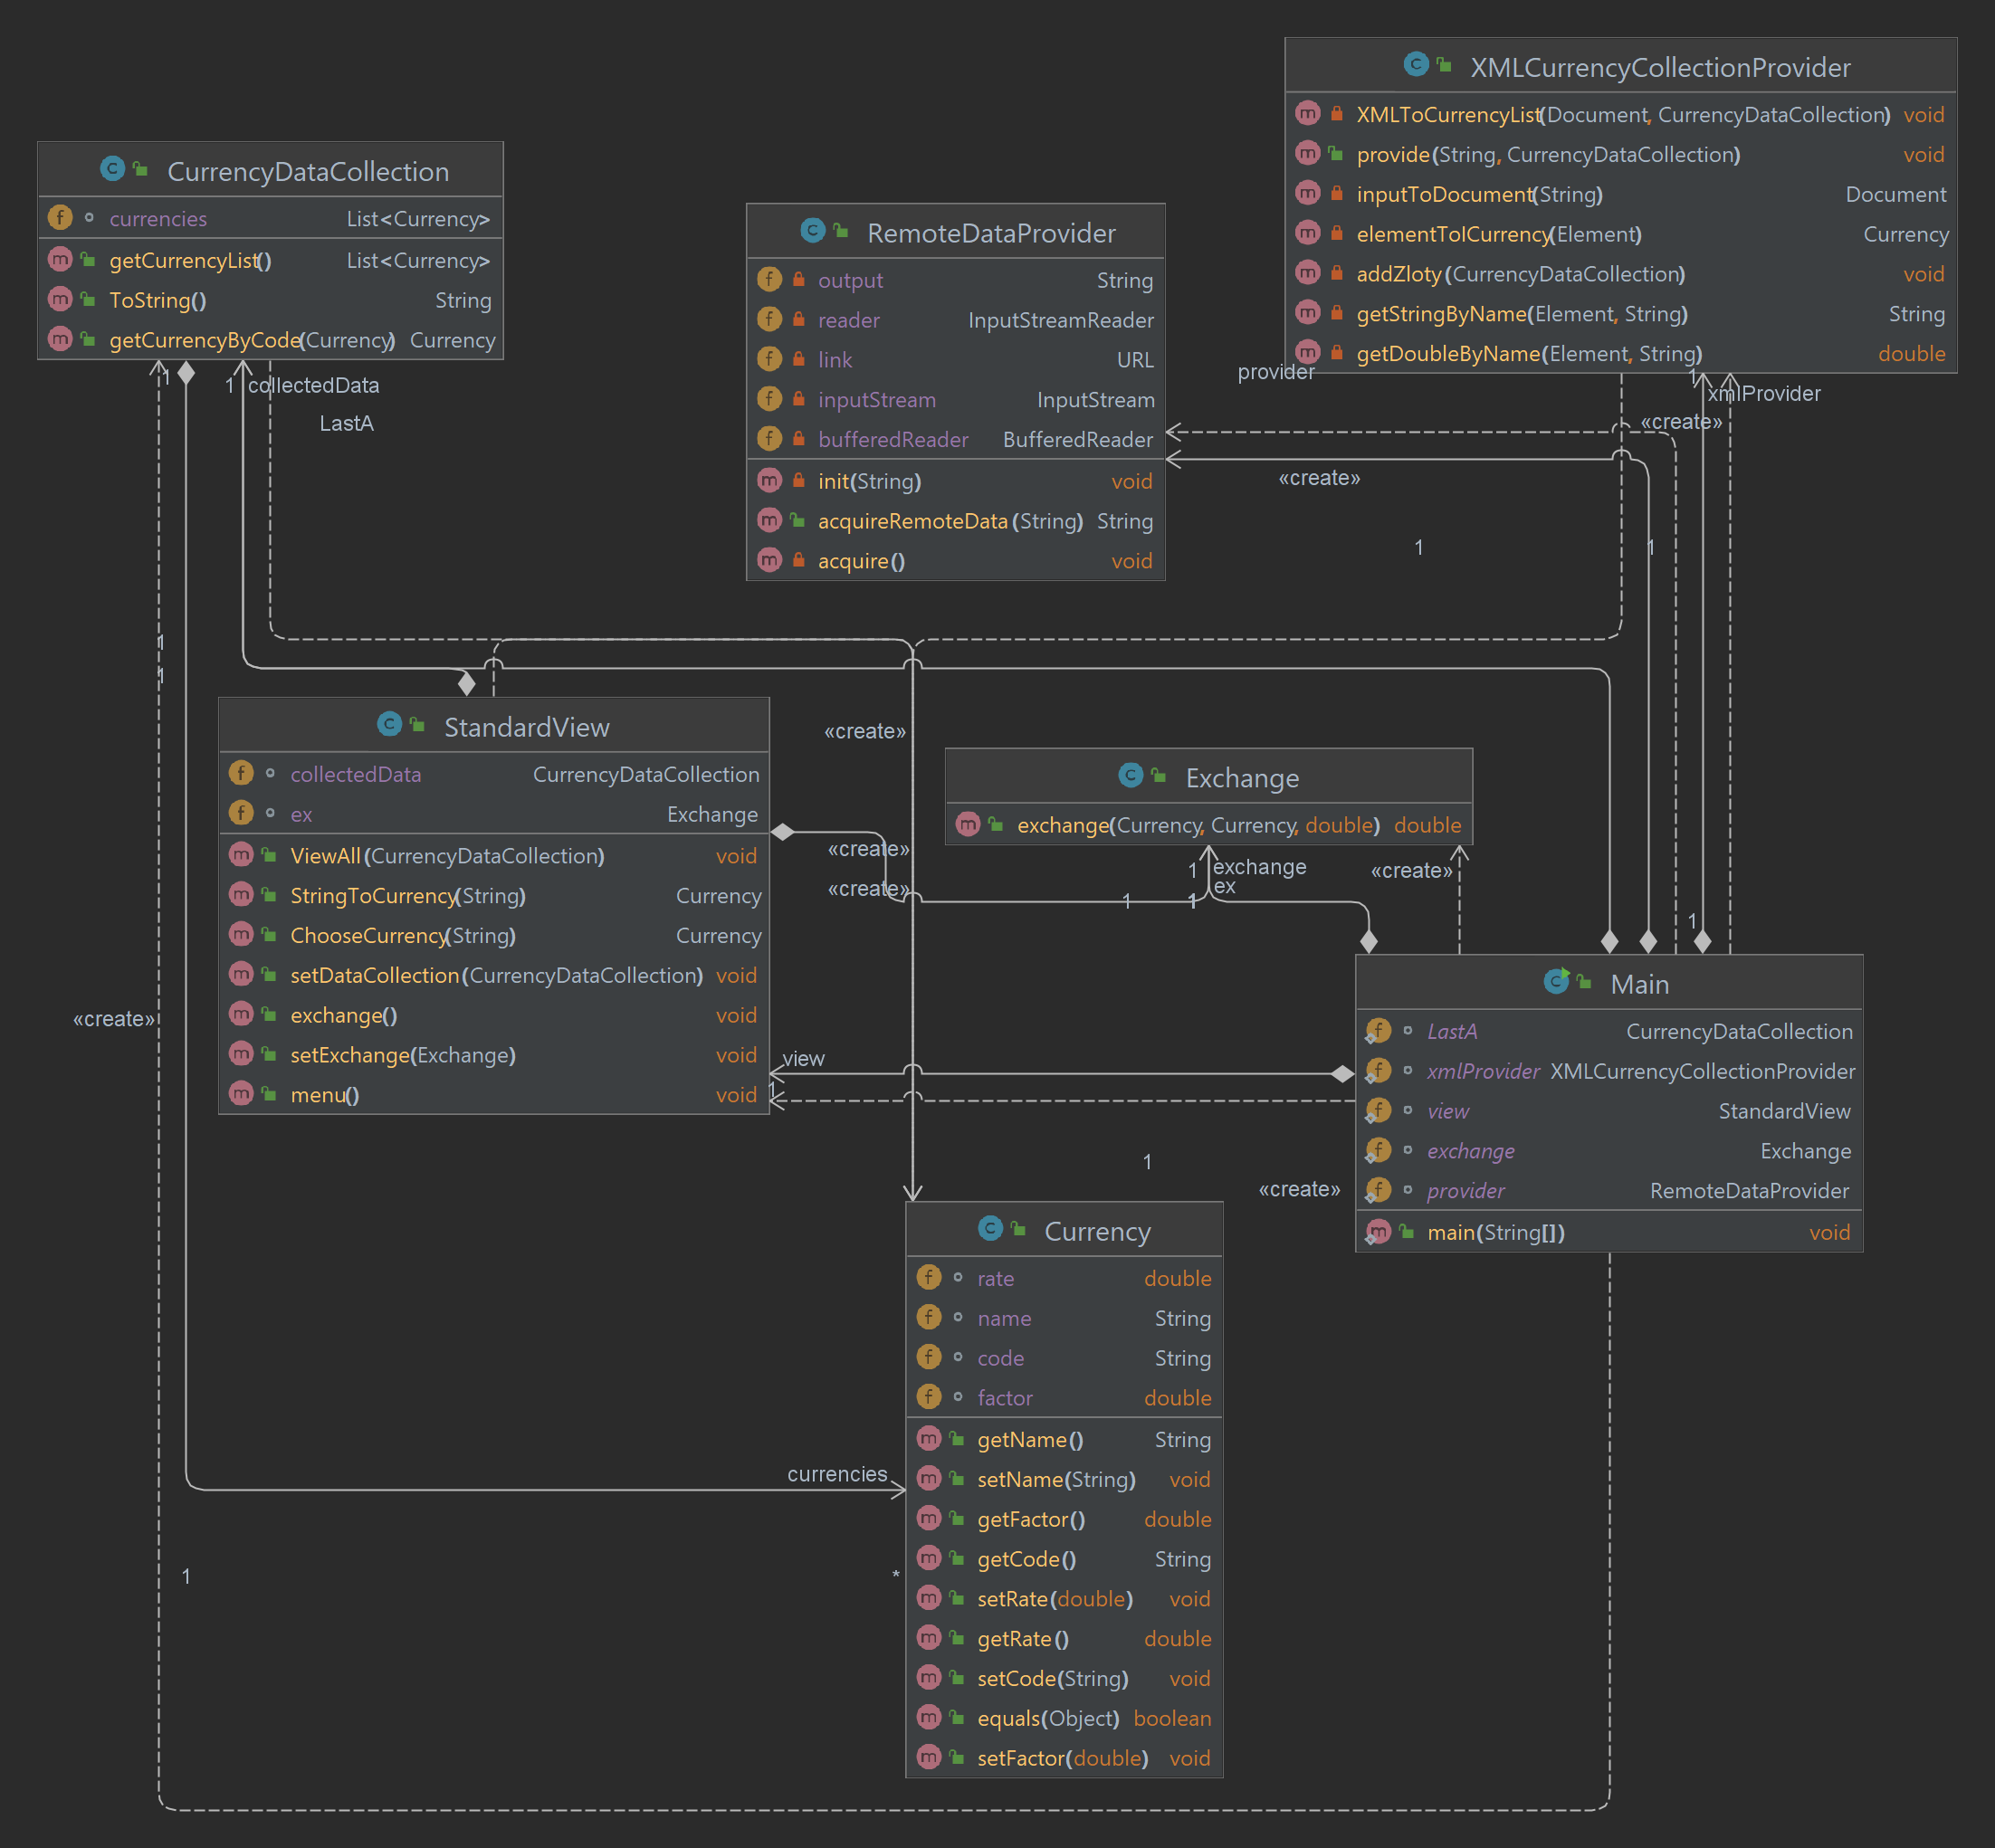 XMLCurrencyCollectionProvider
XMLToCurrencyList(Document, CurrencyDataCollection) void
provide(String, CurrencyDataCollection) void
inputToDocument(String) Document
elementToICurrency(Element) Currency
addZloty(CurrencyDataCollection) void
getStringByName(Element, String) String
getDoubleByName(Element, String) double
CurrencyDataCollection
currencies List<Currency>
getCurrencyList() List<Currency>
ToString() String
getCurrencyByCode(Currency) Currency
RemoteDataProvider
output String
reader InputStreamReader
link URL
inputStream InputStream
bufferedReader BufferedReader
init(String) void
acquireRemoteData(String) String
acquire() void
provider
1
1
1 collectedData
xmlProvider
LastA
«create»
«create»
1
1
1
1
StandardView
collectedData CurrencyDataCollection
ex Exchange
ViewAll(CurrencyDataCollection) void
StringToCurrency(String) Currency
ChooseCurrency(String) Currency
setDataCollection(CurrencyDataCollection) void
exchange() void
setExchange(Exchange) void
menu() void
«create»
Exchange
exchange(Currency, Currency, double) double
«create»
1 exchange
«create»
ex
«create»
1
1
1
«create»
Main
LastA CurrencyDataCollection
xmlProvider XMLCurrencyCollectionProvider
view StandardView
exchange Exchange
provider RemoteDataProvider
main(String[]) void
view
1
1
«create»
Currency
rate double
name String
code String
factor double
getName() String
setName(String) void
getFactor() double
getCode() String
setRate(double) void
getRate() double
setCode(String) void
equals(Object) boolean
setFactor(double) void
currencies
1
*